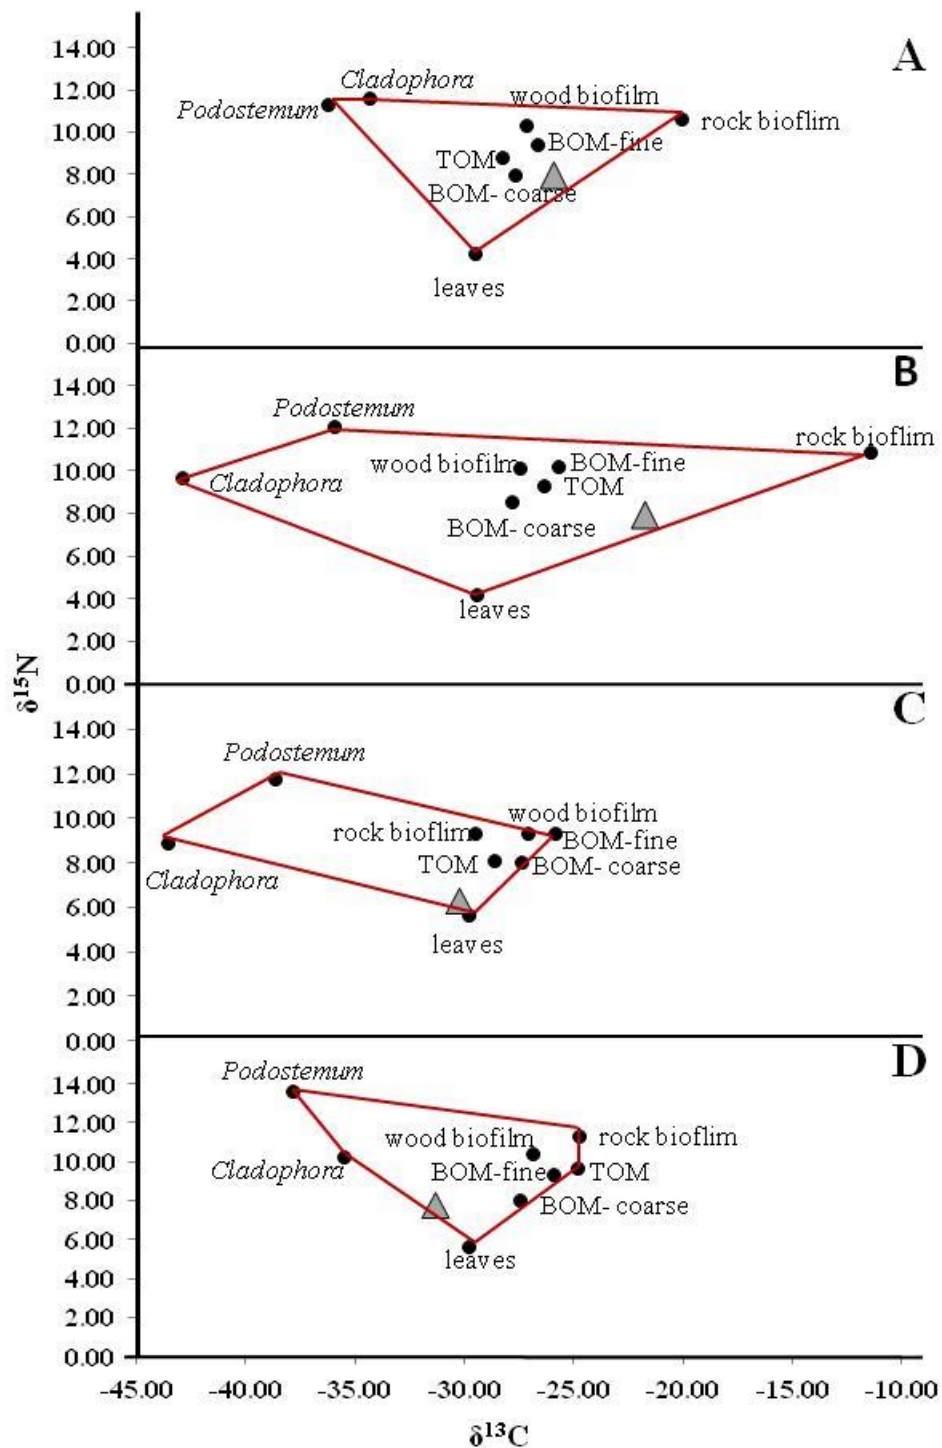 A
14.00
12.00
10.00
8.00
6.00
4.00
2.00
0.00
Cladophora
Podostemum
wood biofilm
rock bioflim
BOM-fine
TOM
BOM- coarse
leaves
B
14.00
12.00
10.00
8.00
6.00
4.00
2.00
0.00
Podostemum
rock bioflim
wood biofilm
BOM-fine
Cladophora
TOM
BOM- coarse
leaves
δ15N
C
14.00
12.00
10.00
8.00
6.00
4.00
2.00
0.00
Podostemum
wood biofilm
rock bioflim
BOM-fine
TOM
BOM- coarse
Cladophora
leaves
D
14.00
12.00
10.00
8.00
6.00
4.00
2.00
0.00
Podostemum
wood biofilm
rock bioflim
Cladophora
BOM-fine
TOM
BOM- coarse
leaves
-45.00 -40.00 -35.00 -30.00 -25.00 -20.00 -15.00 -10.00
δ13C